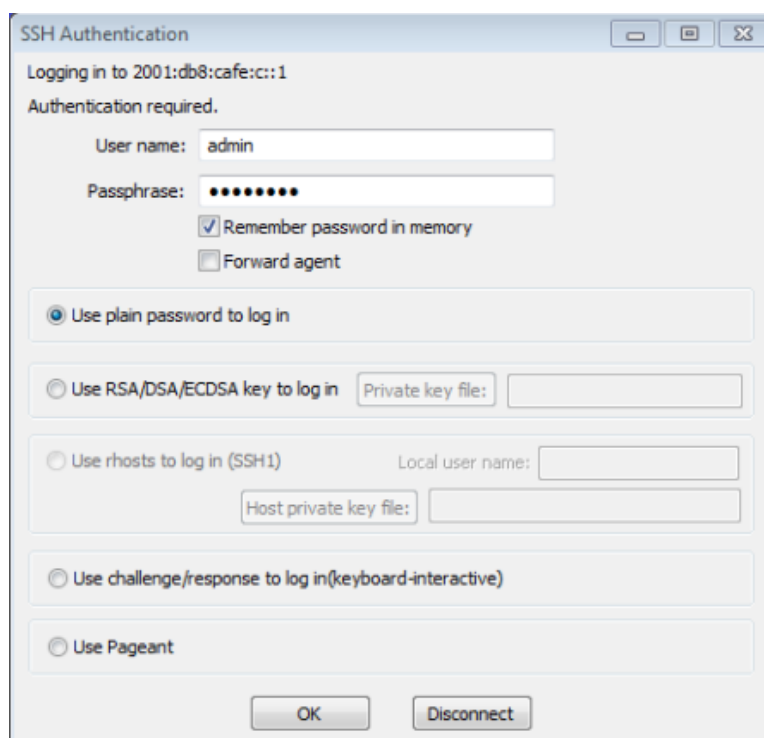 SSH Authentication
Logging in to 2001:db8:cafe:c::1
Authentication required.
User name: admin
Passphrase: ●●●●●●●●
Remember password in memory
Forward agent
Use plain password to log in
Use RSA/DSA/ECDSA key to log in Private key file:
Use rhosts to log in (SSH1) Local user name:
Host private key file:
Use challenge/response to log in(keyboard-interactive)
Use Pageant
OK Disconnect